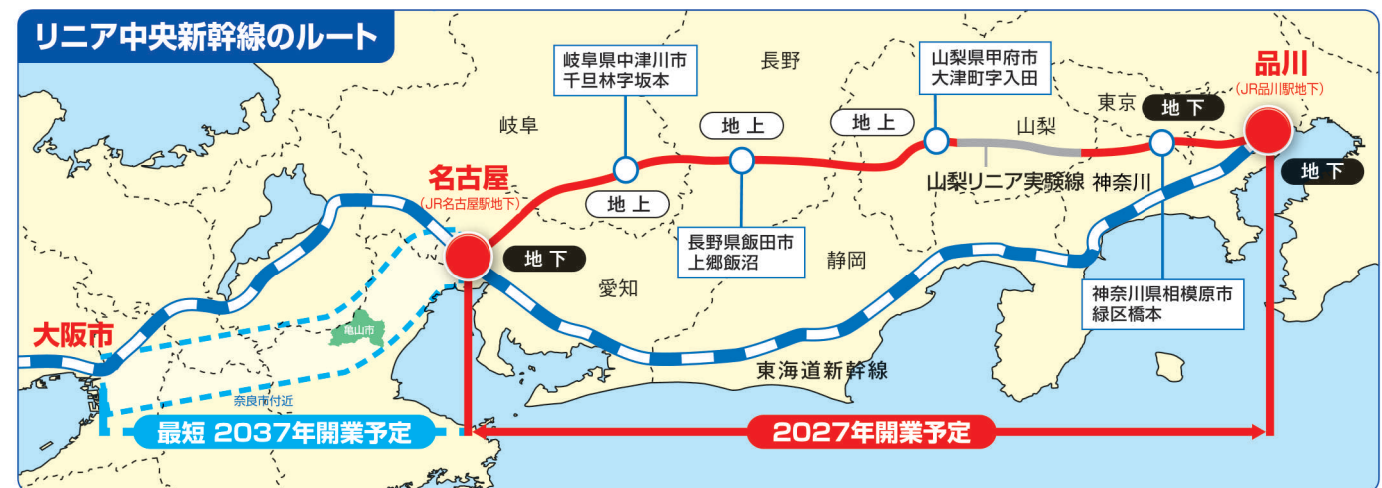 リニア中央新幹線のルート
岐阜県中津川市
千旦林字坂本
長野
山梨県甲府市
大津町字入田
品川
(JR品川駅地下)
東京
地下
岐阜
地上
地上
山梨
地下
名古屋
(JR名古屋駅地下)
地上
山梨リニア実験線
神奈川
長野県飯田市
上郷飯沼
地下
静岡
愛知
神奈川県相模原市
緑区橋本
大阪市
亀山市
東海道新幹線
奈良市付近
最短 2037年開業予定
2027年開業予定